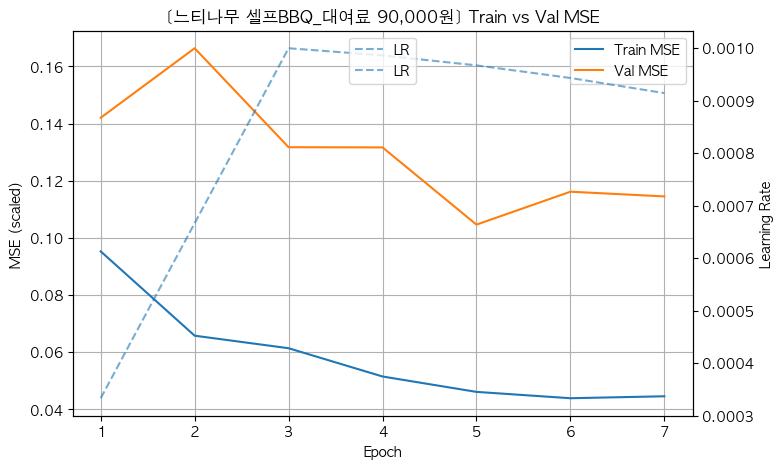 [느티나무 셀프BBQ_대여료 90,000원] Train vs Val MSE
LR
LR
Train MSE
Val MSE
MSE (scaled)
0.16
0.14
0.12
0.10
0.08
0.06
0.04
0.0010
0.0009
0.0008
0.0007
0.0006
0.0005
0.0004
0.0003
Learning Rate
1 2 3 4 5 6 7
Epoch